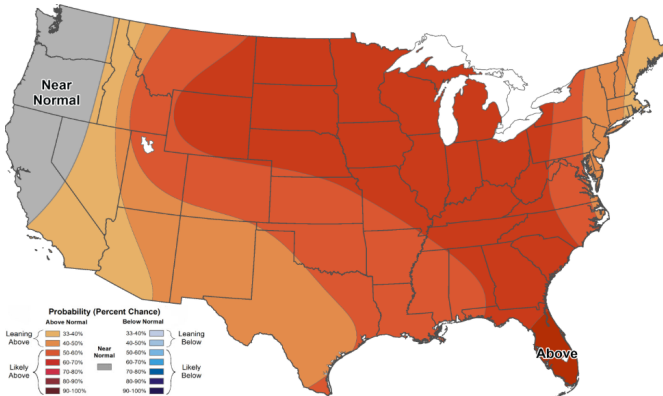 Near
Normal
Above
Probability (Percent Chance)
Above Normal
Below Normal
Leaning
Above
Likely
Above
33-40%
40-50%
50-60%
60-70%
70-80%
80-90%
90-100%
Near
Normal
33-40%
40-50%
50-60%
60-70%
70-80%
80-90%
90-100%
Leaning
Below
Likely
Below